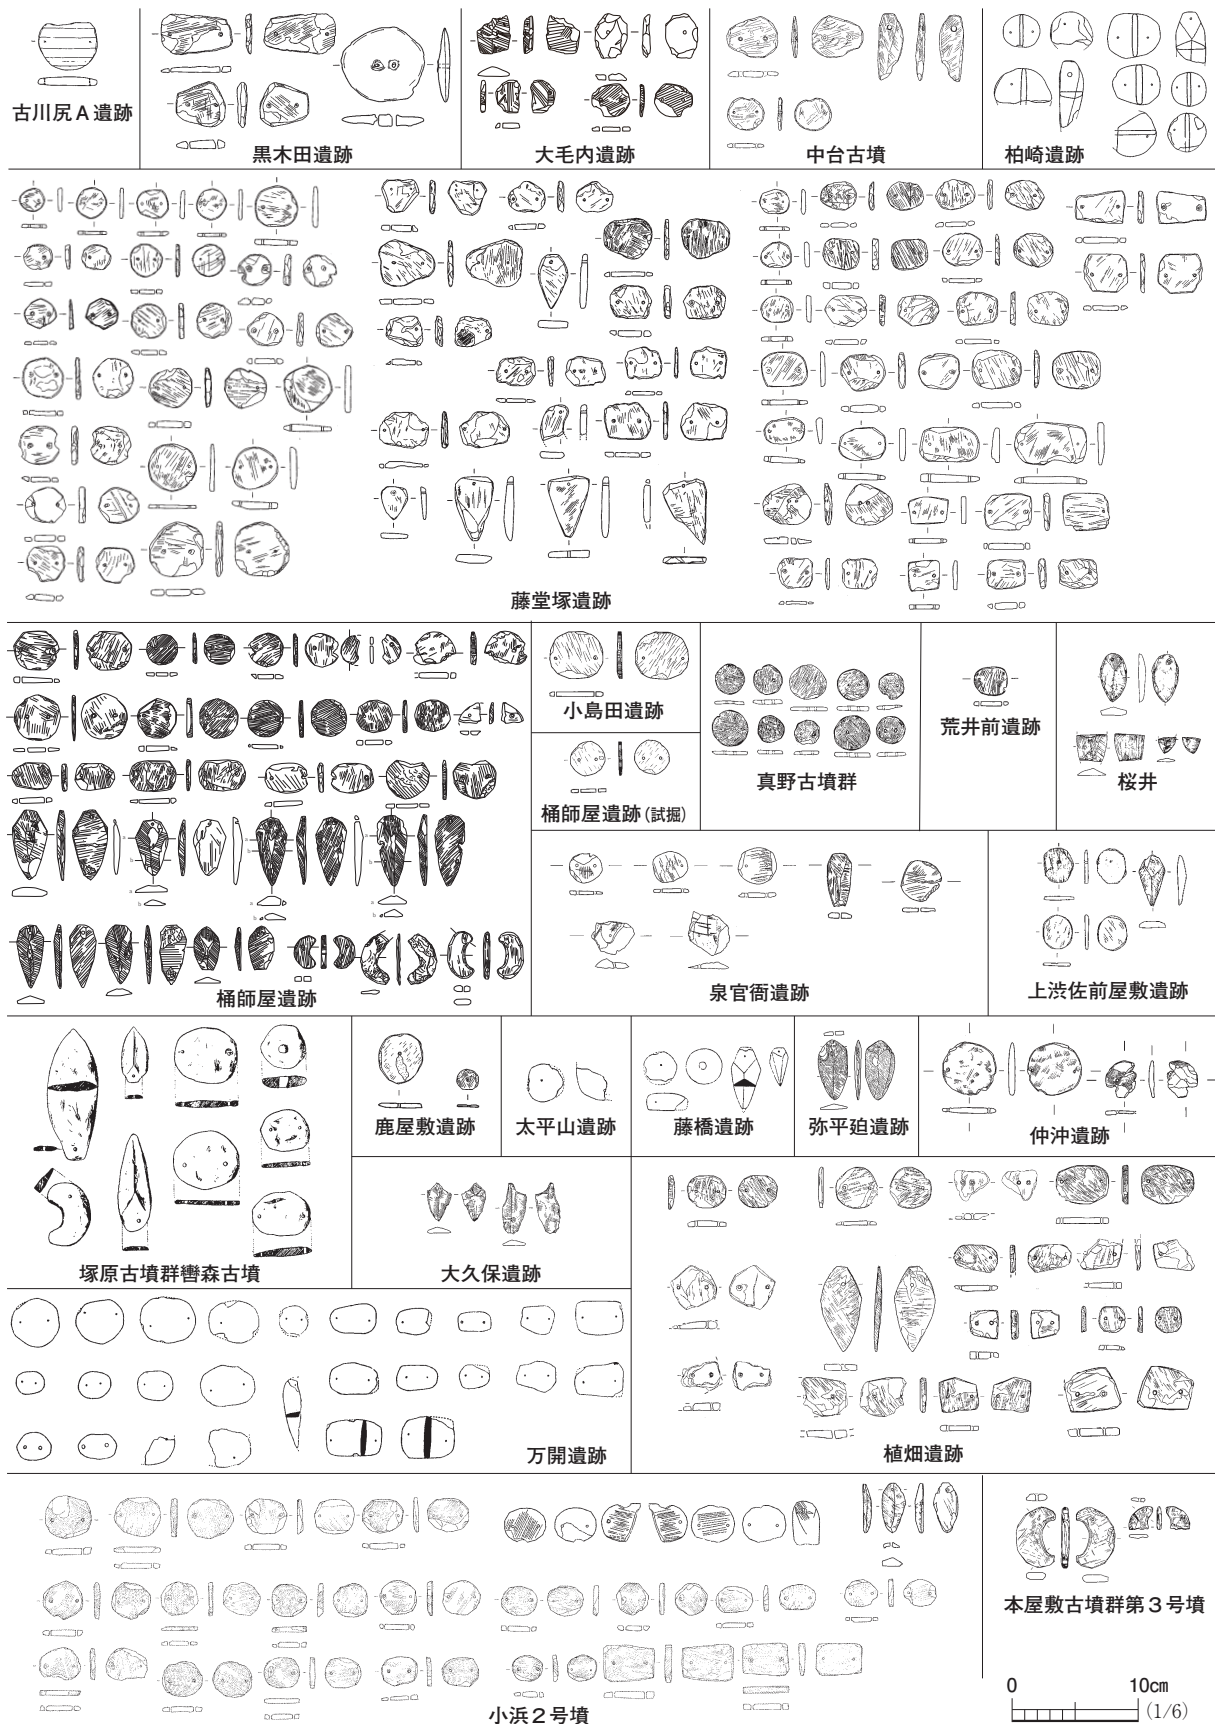 古川尻A遺跡
黒木田遺跡
大毛内遺跡
中台古墳
柏崎遺跡
藤堂塚遺跡
桶師屋遺跡
小島田遺跡
桶師屋遺跡(試掘)
真野古墳群
荒井前遺跡
桜井
泉官衙遺跡
上渋佐前屋敷遺跡
塚原古墳群轡森古墳
鹿屋敷遺跡
太平山遺跡
藤橋遺跡
弥平迫遺跡
仲沖遺跡
大久保遺跡
万開遺跡
植畑遺跡
小浜2号墳
本屋敷古墳群第3号墳
0 10cm
(1/6)